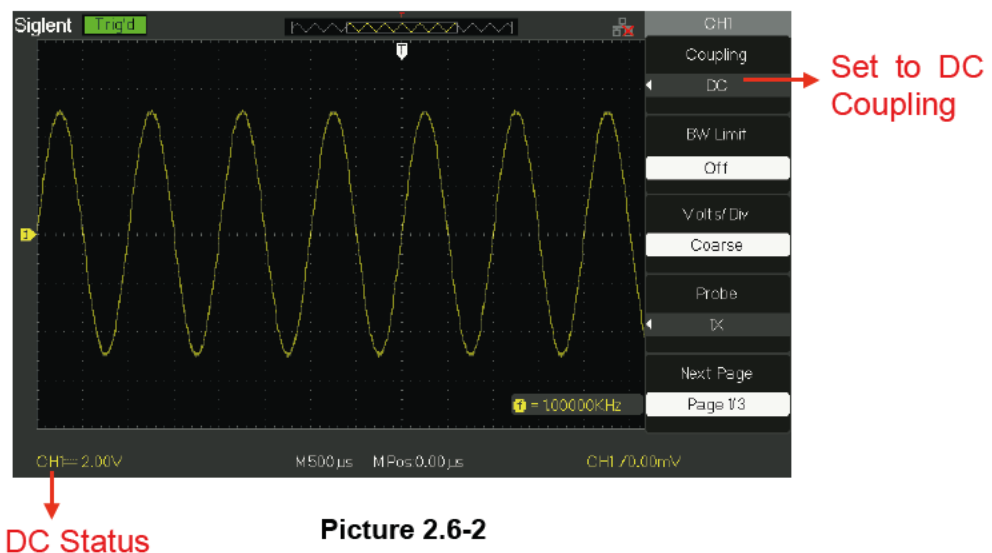 Siglent Trig'd CH1
T
Coupling
DC
Set to DC
Coupling
BW Limit
Off
Volts/Div
1
Coarse
Probe
1X
Next Page
f = 1.00000KHz
Page 1/3
CH1 2.00V M 500μs M Pos:0.00μs CH1 /0.00mV
DC Status
Picture 2.6-2